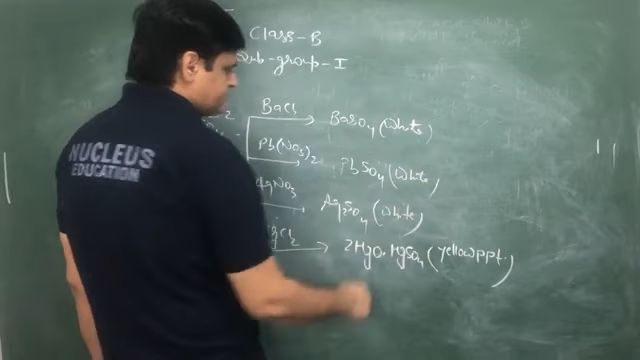 Class-B
Sub-group-I
BaCl₂ BaSO₄ (White)
Pb(NO₃)₂ PbSO₄ (White)
AgNO₃ Ag₂SO₄ (White)
gCl₂ 2HgO.HgSO₄ (Yellow ppt.)
NUCLEUS
EDUCATION